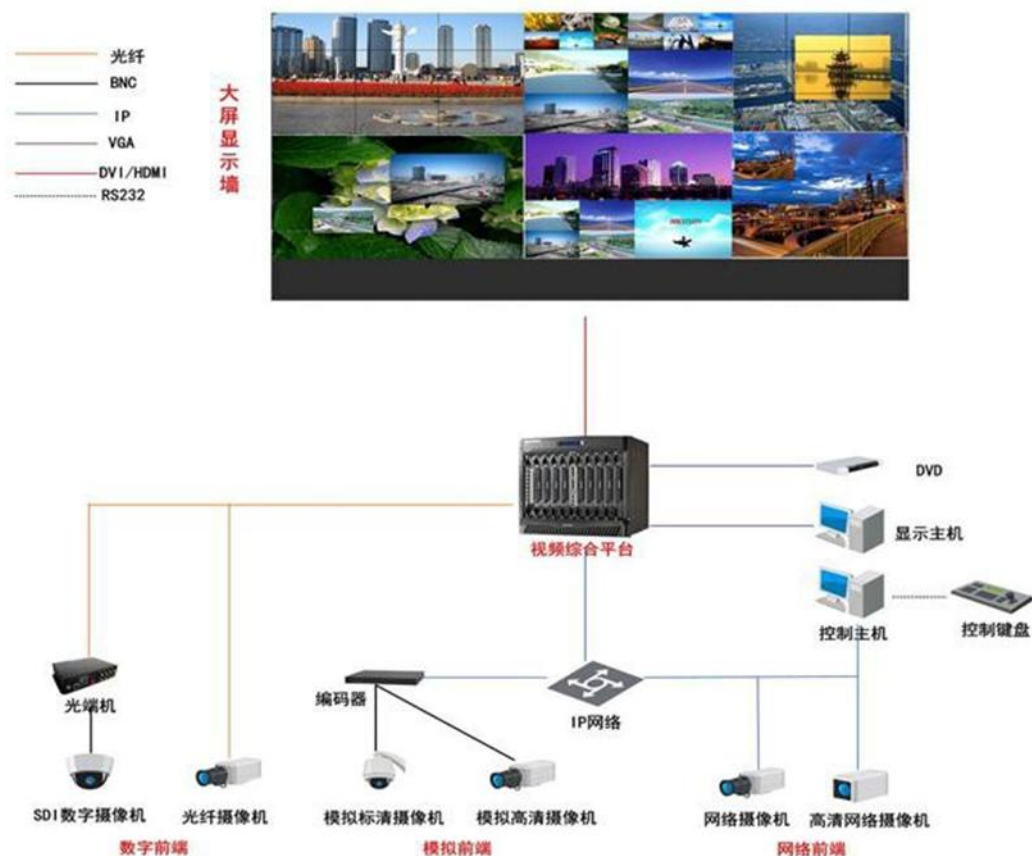 光纤
BNC
IP
VGA
DVI/HDMI
RS232
大屏显示墙
视频综合平台
DVD
显示主机
控制主机
控制键盘
光端机
编码器
IP网络
SDI数字摄像机
光纤摄像机
模拟标清摄像机
模拟高清摄像机
网络摄像机
高清网络摄像机
数字前端
模拟前端
网络前端